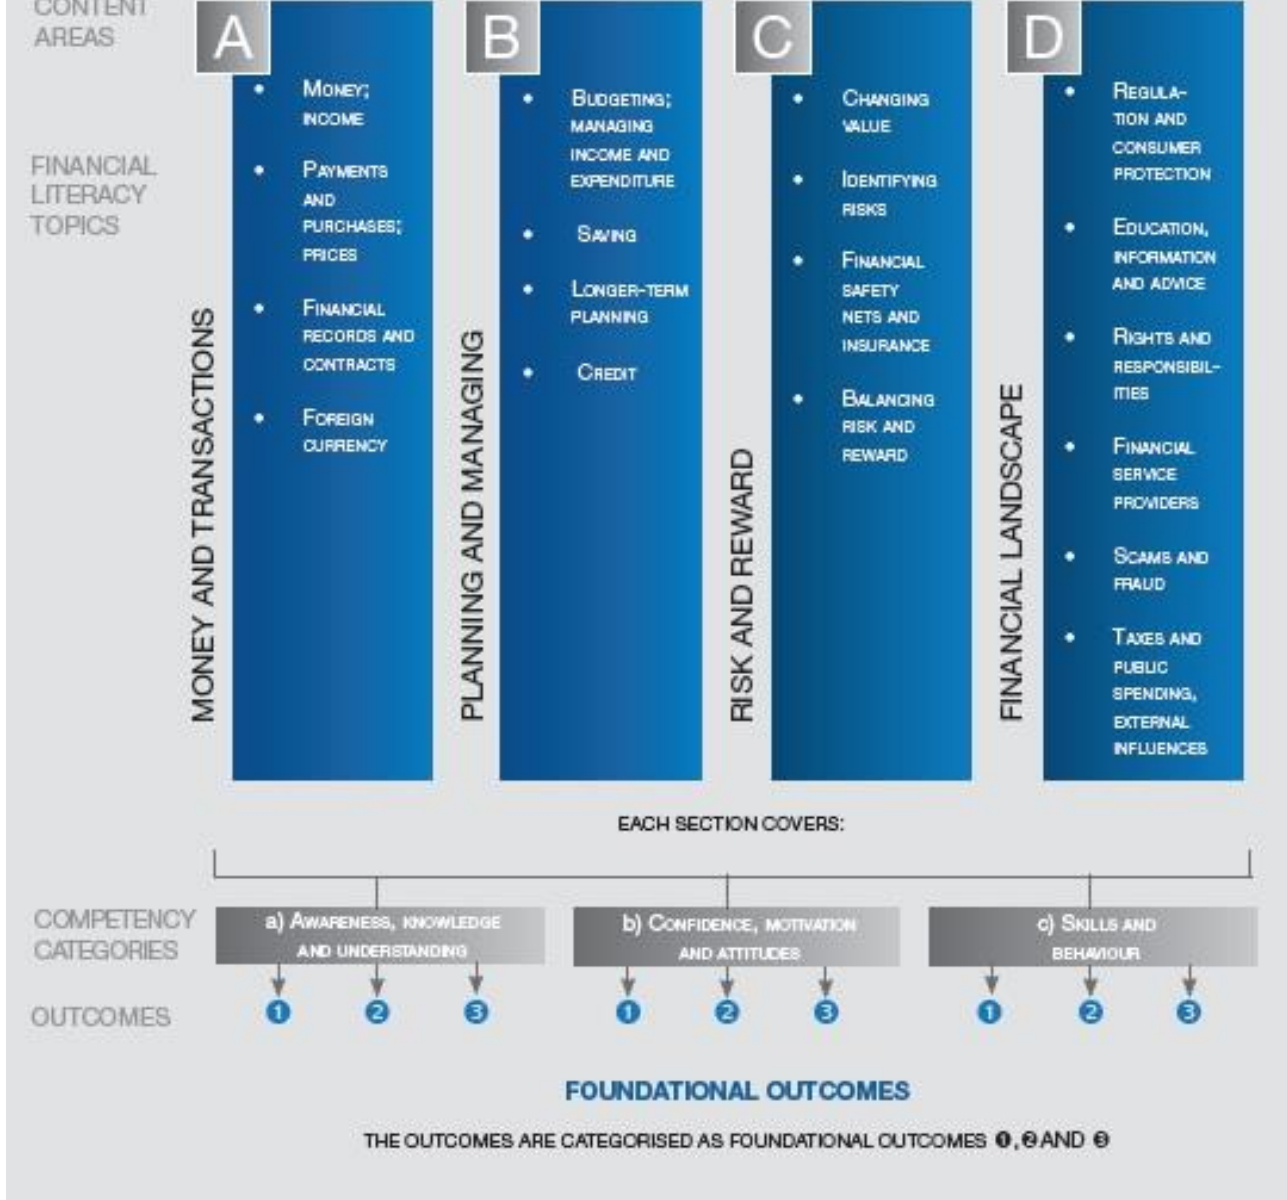 CONTENT
AREAS
A
B
C
D
FINANCIAL
LITERACY
TOPICS
MONEY AND TRANSACTIONS
• MONEY;
INCOME
• PAYMENTS
AND
PURCHASES;
PRICES
• FINANCIAL
RECORDS AND
CONTRACTS
• FOREIGN
CURRENCY
PLANNING AND MANAGING
• BUDGETING;
MANAGING
INCOME AND
EXPENDITURE
• SAVING
• LONGER-TERM
PLANNING
• CREDIT
RISK AND REWARD
• CHANGING
VALUE
• IDENTIFYING
RISKS
• FINANCIAL
SAFETY
NETS AND
INSURANCE
• BALANCING
RISK AND
REWARD
FINANCIAL LANDSCAPE
• REGULA-
TION AND
CONSUMER
PROTECTION
• EDUCATION,
INFORMATION
AND ADVICE
• RIGHTS AND
RESPONSIBIL-
ITIES
• FINANCIAL
SERVICE
PROVIDERS
• SCAMS AND
FRAUD
• TAXES AND
PUBLIC
SPENDING,
EXTERNAL
INFLUENCES
EACH SECTION COVERS:
COMPETENCY
CATEGORIES
a) AWARENESS, KNOWLEDGE
AND UNDERSTANDING
b) CONFIDENCE, MOTIVATION
AND ATTITUDES
c) SKILLS AND
BEHAVIOUR
OUTCOMES
1 2 3
1 2 3
1 2 3
FOUNDATIONAL OUTCOMES
THE OUTCOMES ARE CATEGORISED AS FOUNDATIONAL OUTCOMES ❶, ❷ AND ❸